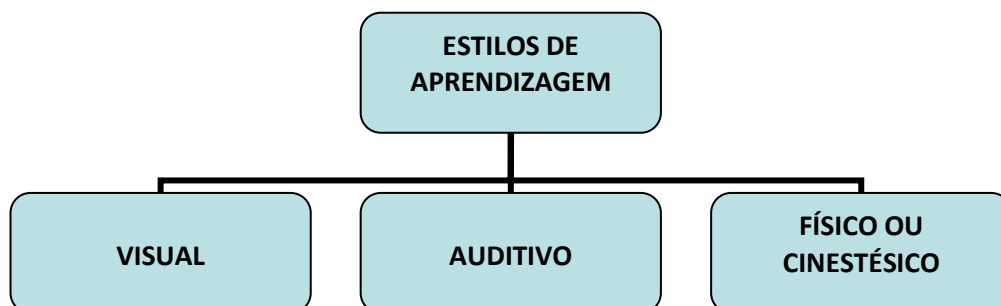 ESTILOS DE
APRENDIZAGEM
VISUAL
AUDITIVO
FÍSICO OU
CINESTÉSICO